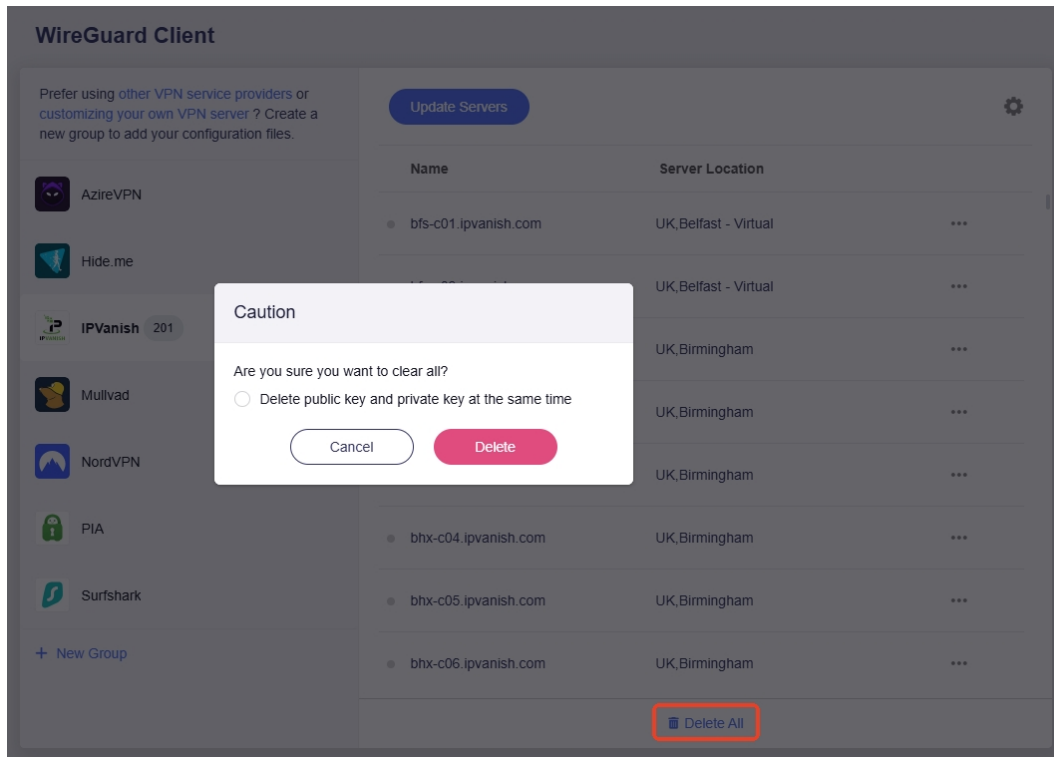 WireGuard Client
Prefer using other VPN service providers or
customizing your own VPN server ? Create a
new group to add your configuration files.
AzireVPN
Hide.me
IPVanish 201
Mullvad
NordVPN
PIA
Surfshark
+ New Group
Update Servers
Name Server Location
bfs-c01.ipvanish.com UK,Belfast - Virtual
UK,Belfast - Virtual
UK,Birmingham
UK,Birmingham
UK,Birmingham
bhx-c04.ipvanish.com UK,Birmingham
bhx-c05.ipvanish.com UK,Birmingham
bhx-c06.ipvanish.com UK,Birmingham
Delete All
Caution
Are you sure you want to clear all?
Delete public key and private key at the same time
Cancel Delete